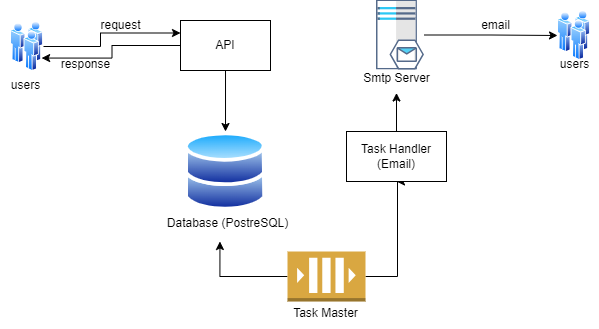 request
response
users
API
email
users
Smtp Server
Task Handler
(Email)
Database (PostreSQL)
Task Master